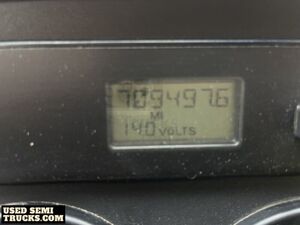 709497.6
MI
14.0 VOLTS
USED SEMI
TRUCKS.COM